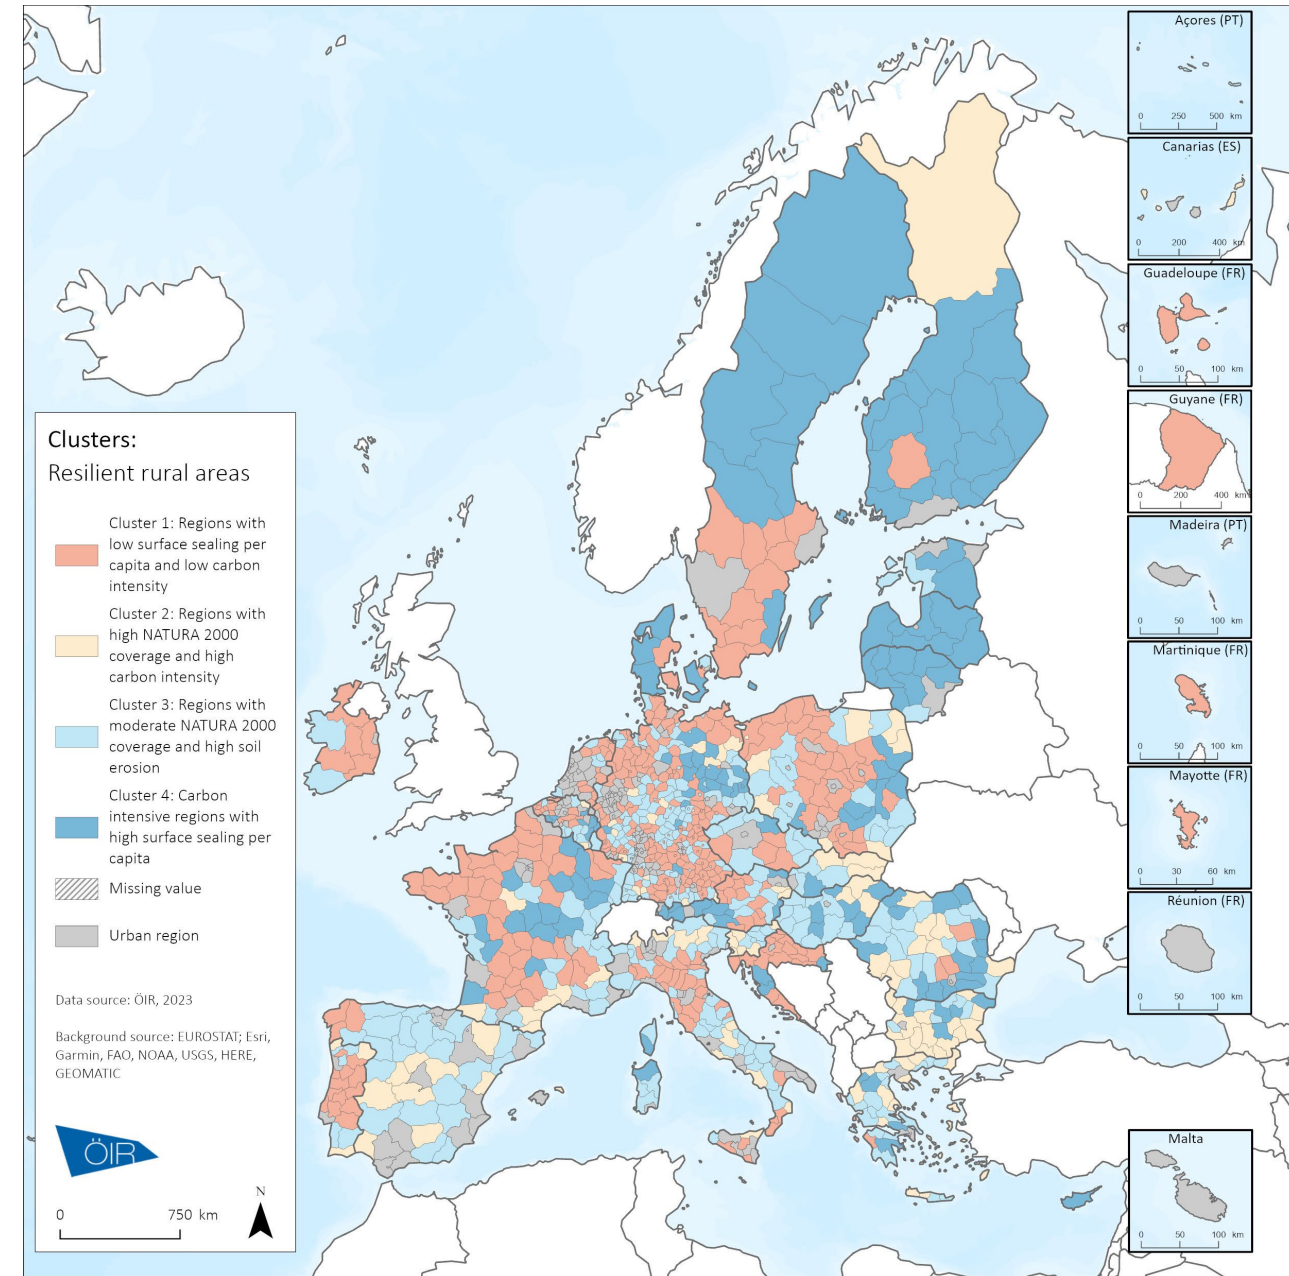 Clusters:
Resilient rural areas
Cluster 1: Regions with
low surface sealing per
capita and low carbon
intensity
Cluster 2: Regions with
high NATURA 2000
coverage and high
carbon intensity
Cluster 3: Regions with
moderate NATURA 2000
coverage and high soil
erosion
Cluster 4: Carbon
intensive regions with
high surface sealing per
capita
Missing value
Urban region
Data source: ÖIR, 2023
Background source: EUROSTAT; Esri,
Garmin, FAO, NOAA, USGS, HERE,
GEOMATIC
ÖIR
N
0 750 km
Açores (PT)
0 250 500 km
Canarias (ES)
0 200 400 km
Guadeloupe (FR)
0 50 100 km
Guyane (FR)
0 200 400 km
Madeira (PT)
0 50 100 km
Martinique (FR)
0 50 100 km
Mayotte (FR)
0 30 60 km
Réunion (FR)
0 50 100 km
Malta
0 50 100 km